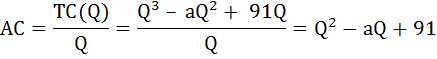 AC = TC(Q)/Q = (Q³ – aQ² + 91Q)/Q = Q² – aQ + 91